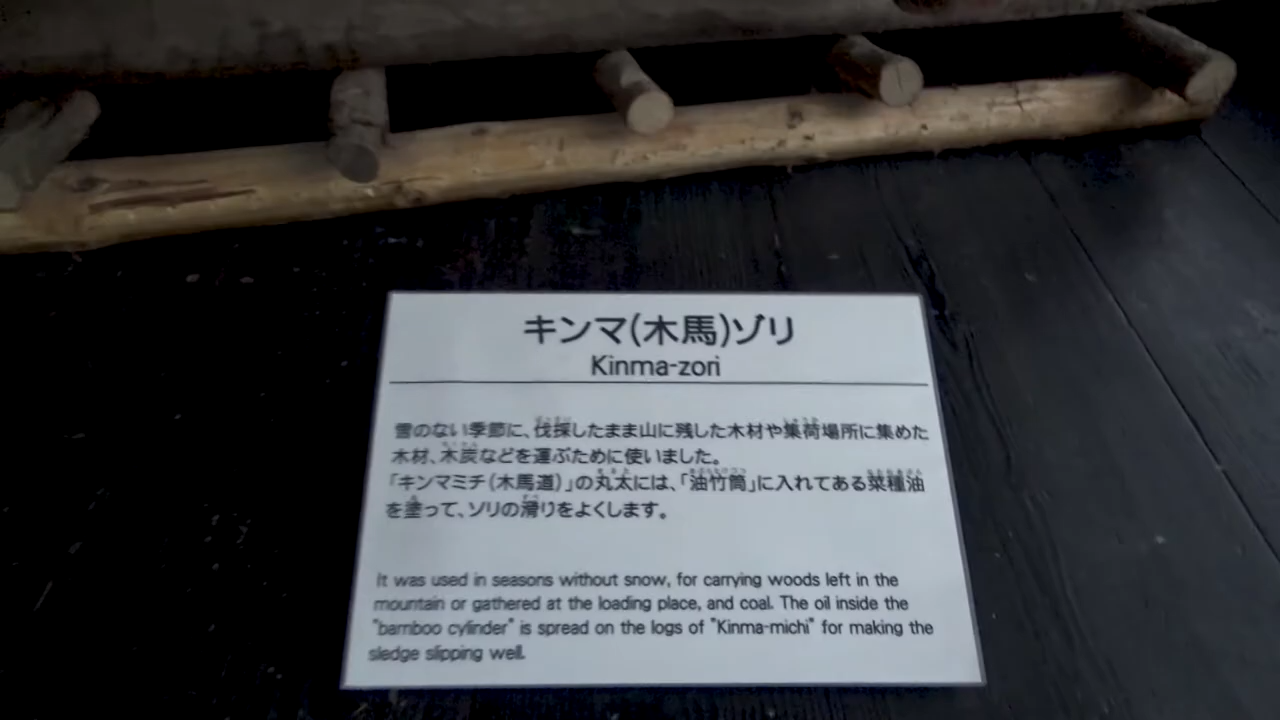 キンマ(木馬)ゾリ
Kinma-zori
雪のない季節に、伐採したまま山に残した木材や集荷場所に集めた
木材、木炭などを運ぶために使いました。
「キンマミチ(木馬道)」の丸太には、「油竹筒」に入れてある菜種油
を塗って、ソリの滑りをよくします。
It was used in seasons without snow, for carrying woods left in the
mountain or gathered at the loading place, and coal. The oil inside the
"bamboo cylinder" is spread on the logs of "Kinma-michi" for making the
sledge slipping well.